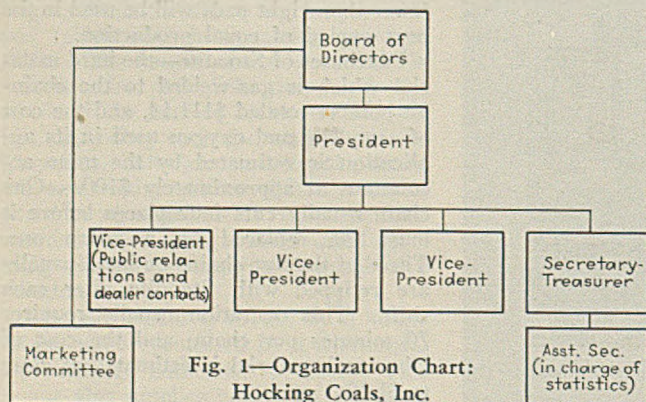 Board of
Directors
President
Vice-President
(Public rela-
tions and
dealer contacts)
Vice-
President
Vice-
President
Secretary-
Treasurer
Marketing
Committee
Asst. Sec.
(in charge of
statistics)
Fig. 1—Organization Chart:
Hocking Coals, Inc.